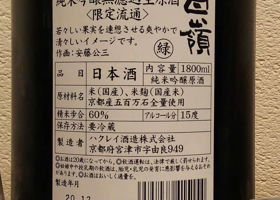 純米吟醸無濾過生原酒
<限定流通>
若々しい果実を連想させる爽やかで
清々しいイメージです。
作・安藤公三
緑
白嶺
品目 日本酒 内容量 1800ml
純米吟醸原酒
原材料名 米(国産)、米麹(国産米)
京都産五百万石全量使用
精米歩合 60% アルコール分 15度
保存方法 要冷蔵
製造者 ハクレイ酒造株式会社
京都府宮津市字由良949
製造年月
20.12